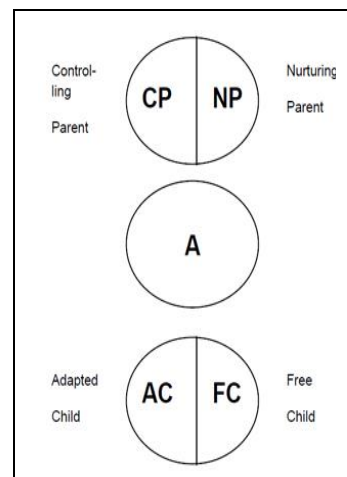 Control-
ling
Parent
CP
NP
Nurturing
Parent
A
Adapted
Child
AC
FC
Free
Child